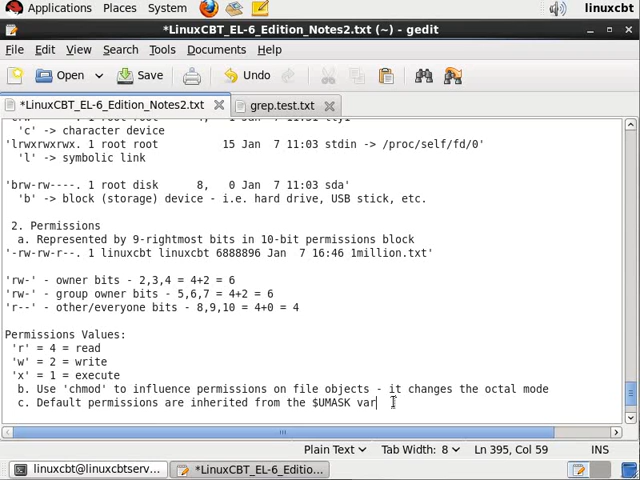 Applications Places System linuxcbt
*LinuxCBT_EL-6_Edition_Notes2.txt (~) - gedit
File Edit View Search Tools Documents Help
Open Save Undo
*LinuxCBT_EL-6_Edition_Notes2.txt grep.test.txt
'c' -> character device
'lrwxrwxrwx. 1 root root 15 Jan 7 11:03 stdin -> /proc/self/fd/0'
'l' -> symbolic link
'brw-rw----. 1 root disk 8, 0 Jan 7 11:03 sda'
'b' -> block (storage) device - i.e. hard drive, USB stick, etc.
2. Permissions
a. Represented by 9-rightmost bits in 10-bit permissions block
'-rw-rw-r--. 1 linuxcbt linuxcbt 6888896 Jan 7 16:46 1million.txt'
'rw-' - owner bits - 2,3,4 = 4+2 = 6
'rw-' - group owner bits - 5,6,7 = 4+2 = 6
'r--' - other/everyone bits - 8,9,10 = 4+0 = 4
Permissions Values:
'r' = 4 = read
'w' = 2 = write
'x' = 1 = execute
b. Use 'chmod' to influence permissions on file objects - it changes the octal mode
c. Default permissions are inherited from the $UMASK var
Plain Text Tab Width: 8 Ln 395, Col 59 INS
linuxcbt@linuxcbtserv... *LinuxCBT_EL-6_Editio...